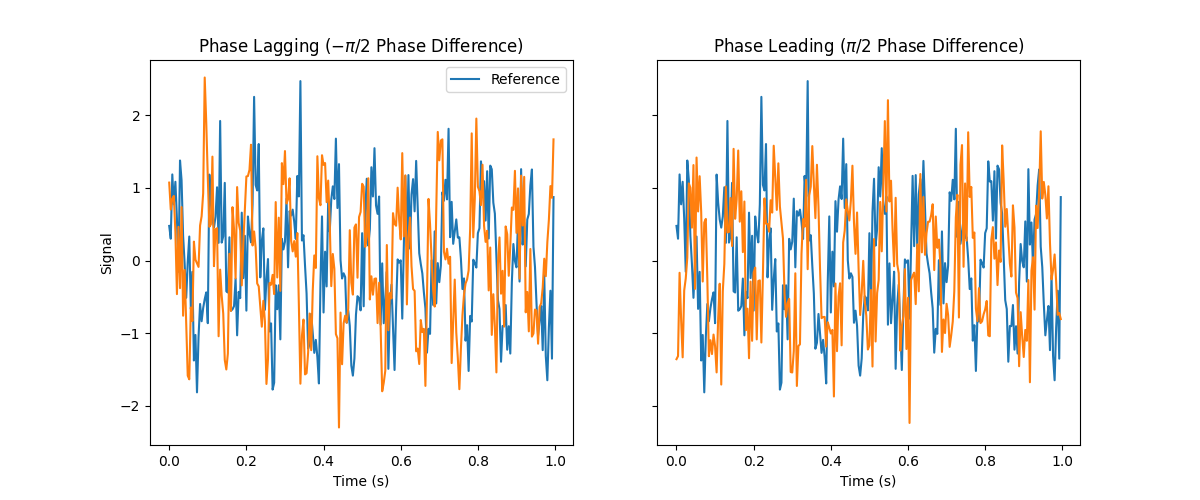 Phase Lagging (−π/2 Phase Difference)
Reference
Signal
2
1
0
−1
−2
0.0 0.2 0.4 0.6 0.8 1.0
Time (s)
Phase Leading (π/2 Phase Difference)
0.0 0.2 0.4 0.6 0.8 1.0
Time (s)